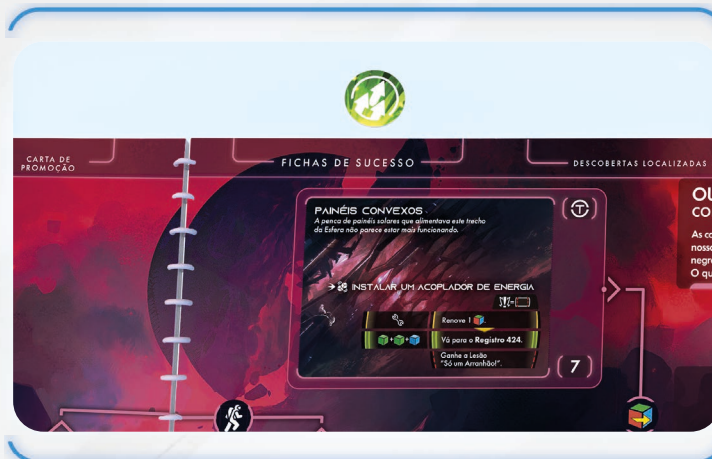 CARTA DE
PROMOÇÃO
FICHAS DE SUCESSO
DESCOBERTAS LOCALIZADAS
PAINÉIS CONVEXOS
A penca de painéis solares que alimentava este trecho
da Esfera não parece estar mais funcionando.
INSTALAR UM ACOPLADOR DE ENERGIA
Renove 1
Vá para o Registro 424.
Ganhe a Lesão
"Só um Arranhão!".
7
OU
CO
As co
nosso
negro
O qu